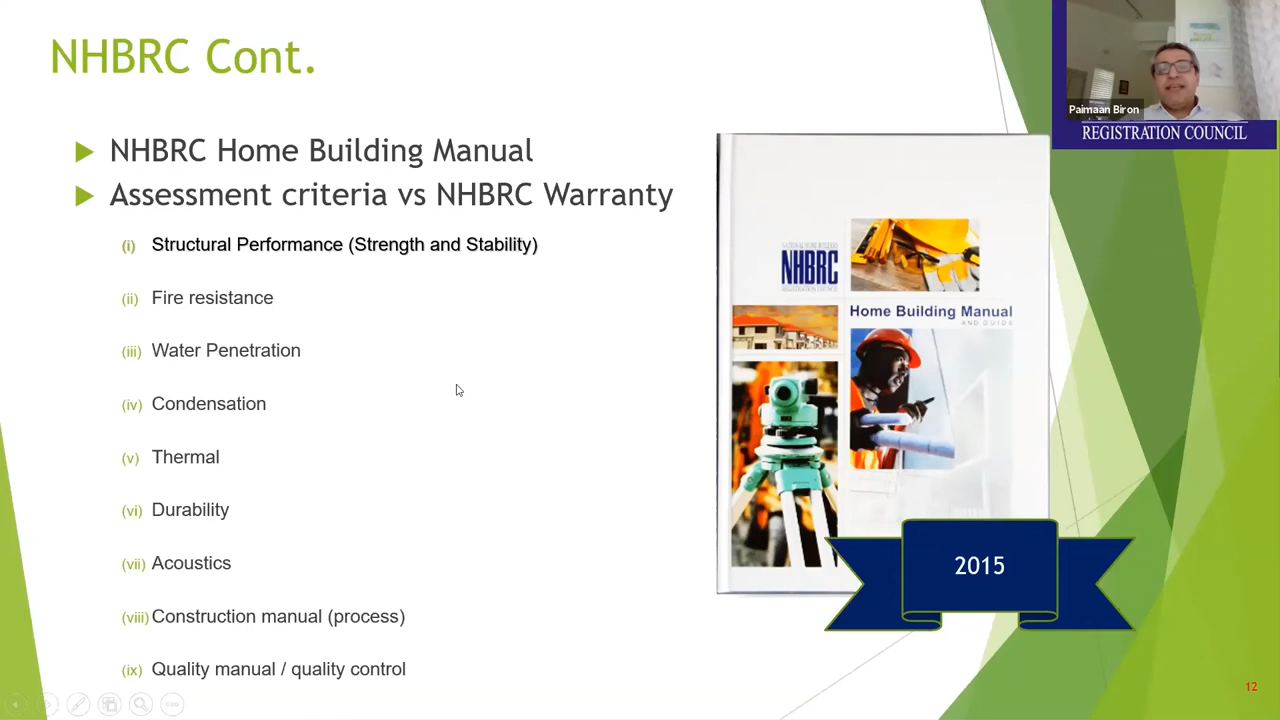 NHBRC Cont.
NHBRC Home Building Manual
Assessment criteria vs NHBRC Warranty
(i) Structural Performance (Strength and Stability)
(ii) Fire resistance
(iii) Water Penetration
(iv) Condensation
(v) Thermal
(vi) Durability
(vii) Acoustics
(viii) Construction manual (process)
(ix) Quality manual / quality control
Paimaan Biron
REGISTRATION COUNCIL
NHBRC
Home Building Manual
AND GUIDE
2015
12